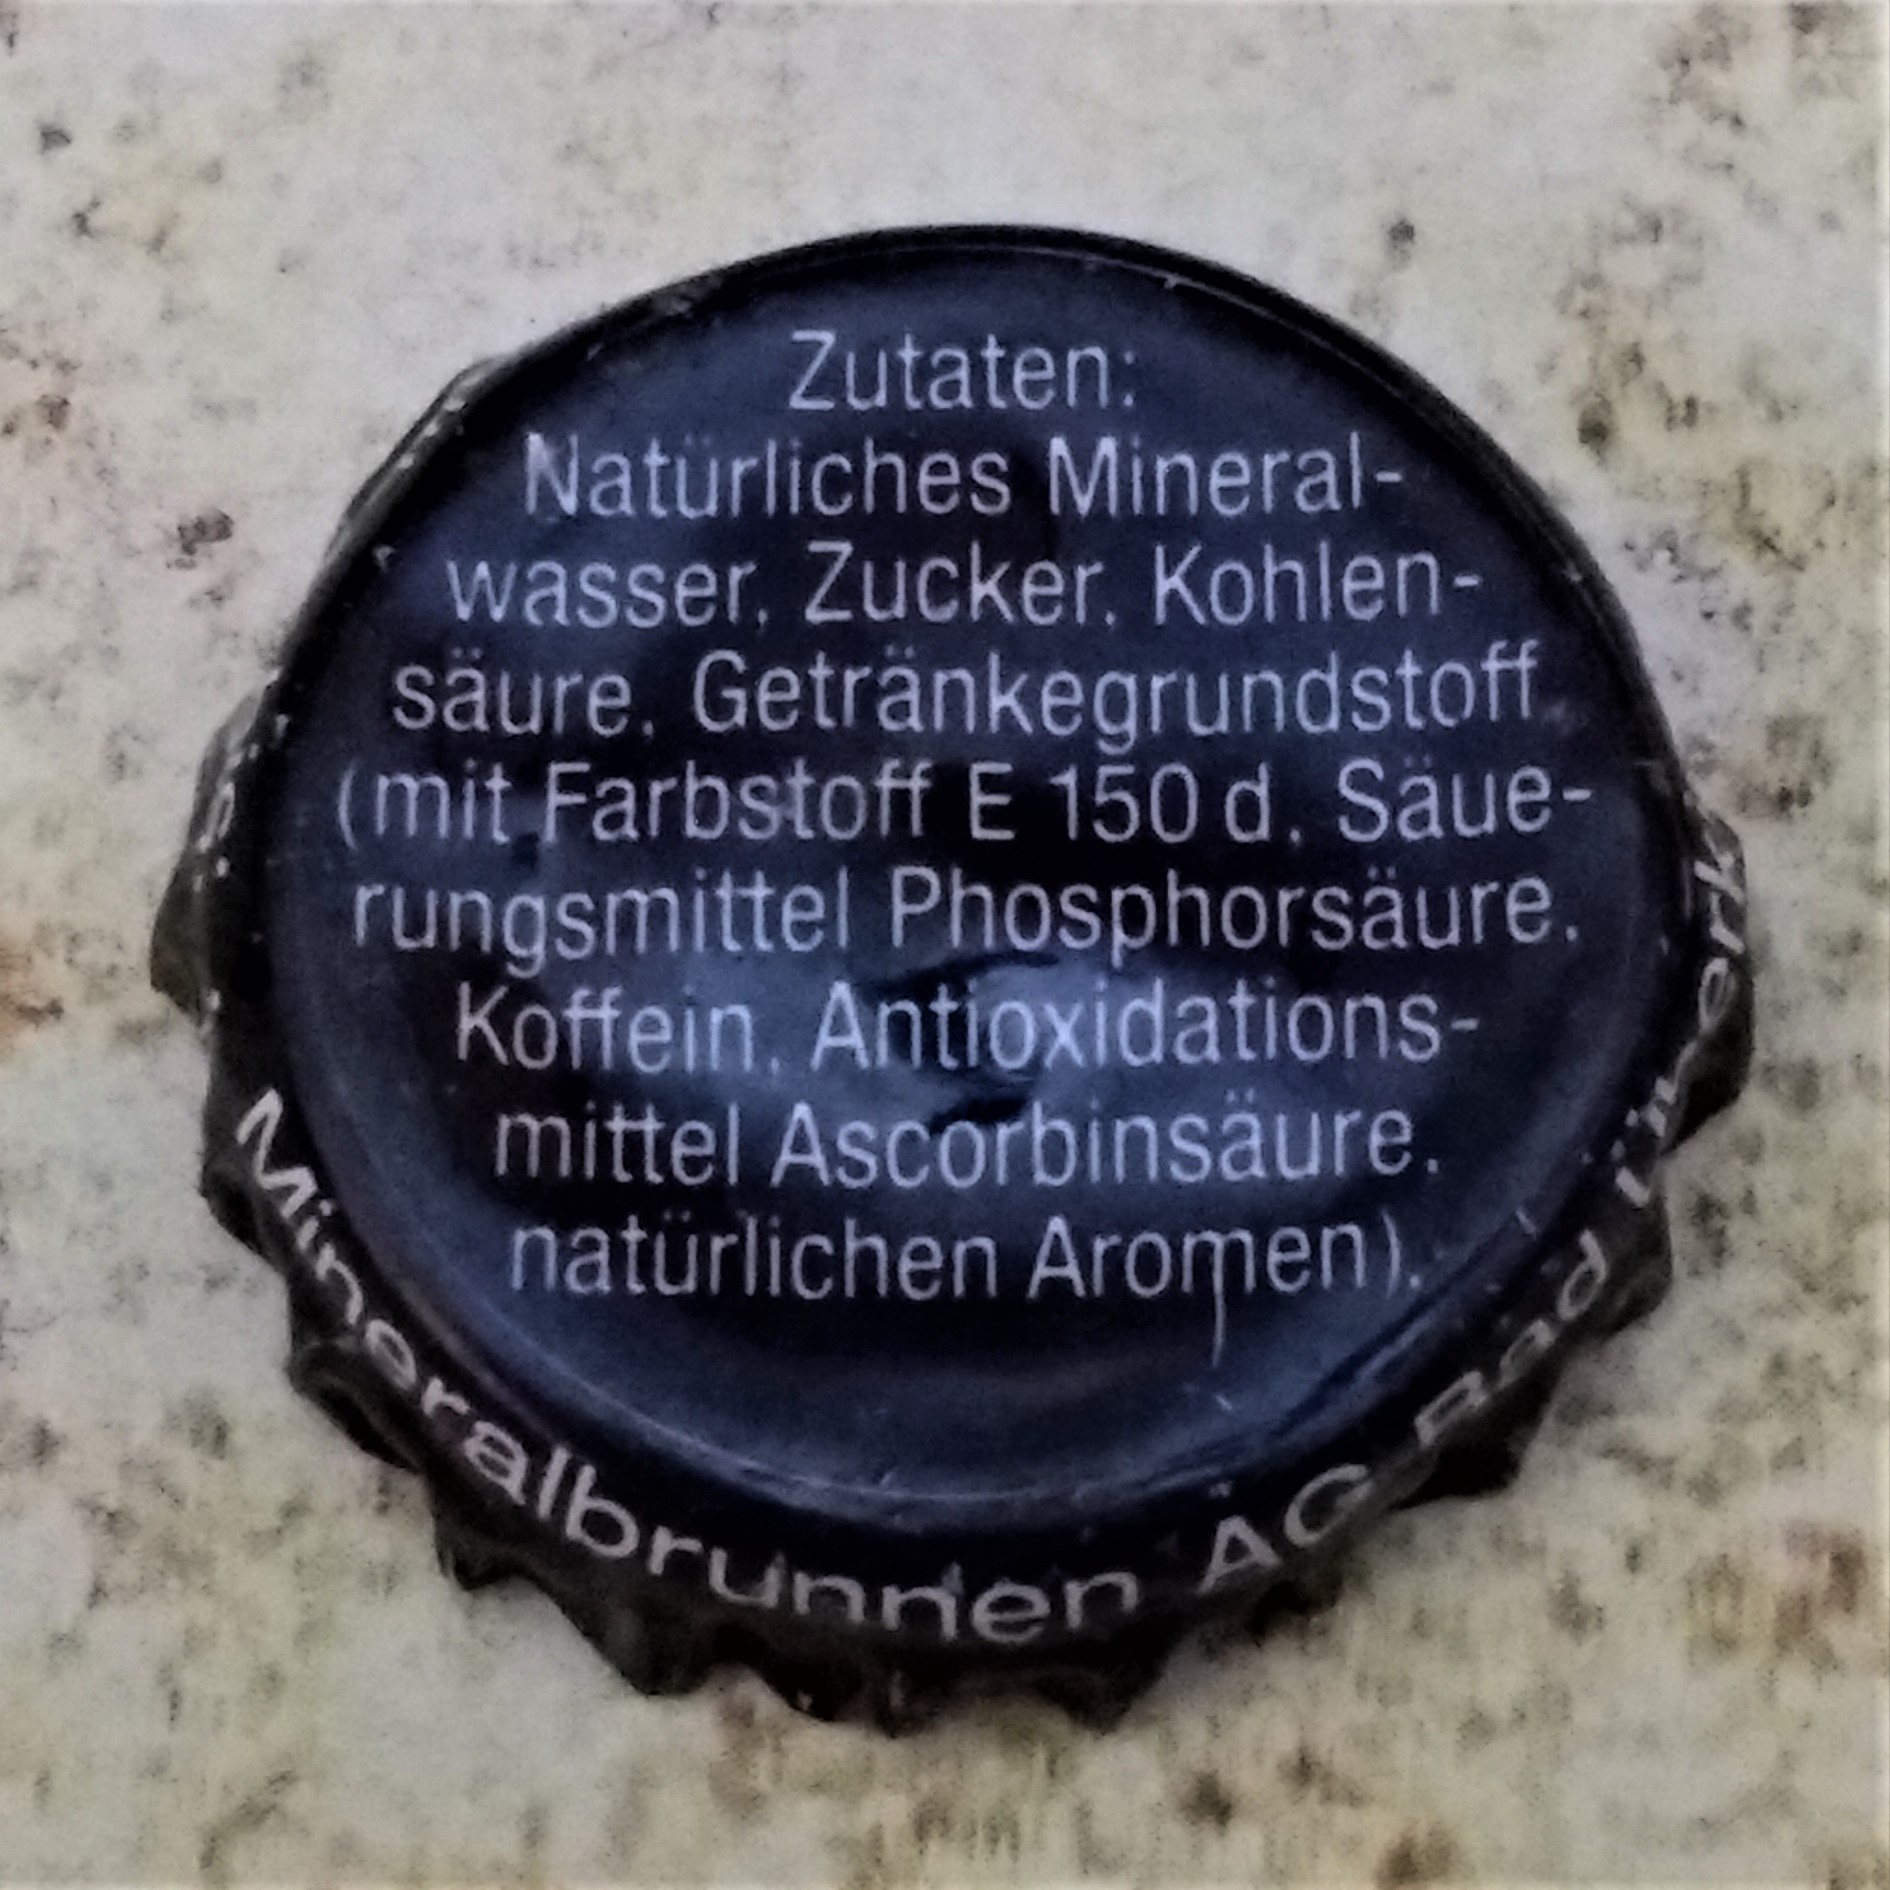 Zutaten:
Natürliches Mineral-
wasser, Zucker, Kohlen-
säure, Getränkegrundstoff
(mit Farbstoff E 150 d, Säue-
rungsmittel Phosphorsäure,
Koffein, Antioxidations-
mittel Ascorbinsäure,
natürlichen Aromen).
Mineralbrunnen AG Bad